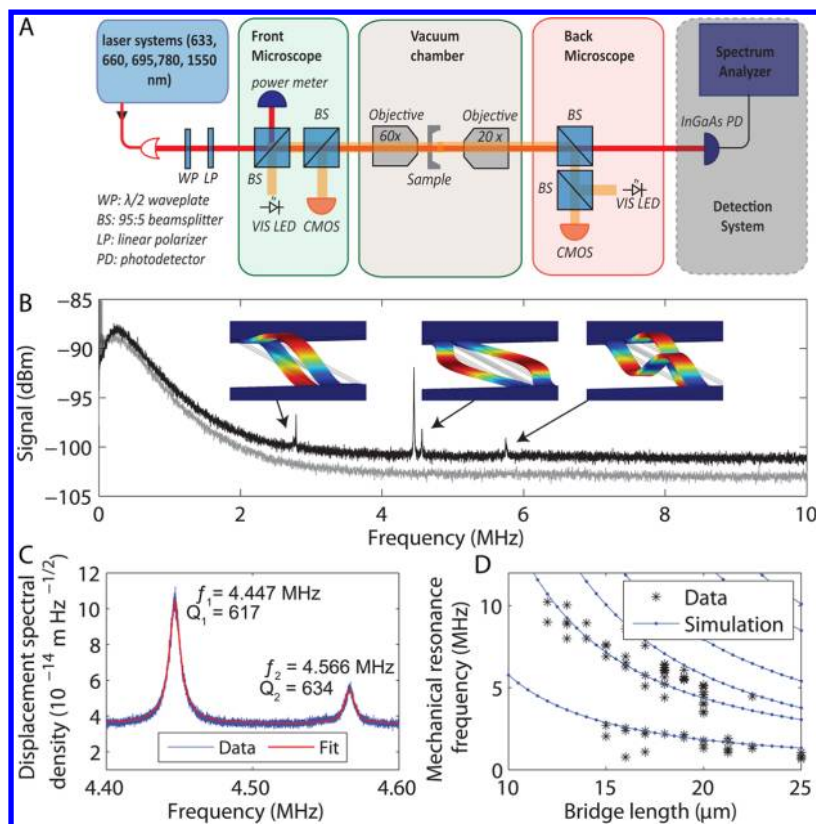 A
laser systems (633,
660, 695,780, 1550
nm)
WP
LP
WP: λ/2 waveplate
BS: 95:5 beamsplitter
LP: linear polarizer
PD: photodetector
Front
Microscope
power meter
BS
BS
VIS LED
CMOS
Vacuum
chamber
Objective
60x
Sample
Objective
20 x
Back
Microscope
BS
BS
VIS LED
CMOS
Spectrum
Analyzer
InGaAs PD
Detection
System
B
Signal (dBm)
−85
−90
−95
−100
−105
0
2
4
6
8
10
Frequency (MHz)
C
Displacement spectral
density (10 −14 m Hz −1/2)
12
10
8
6
4
2
f1 = 4.447 MHz
Q1 = 617
f2 = 4.566 MHz
Q2 = 634
Data
Fit
4.40
4.50
4.60
Frequency (MHz)
D
Mechanical resonance
frequency (MHz)
10
5
0
Data
Simulation
10
15
20
25
Bridge length (μm)